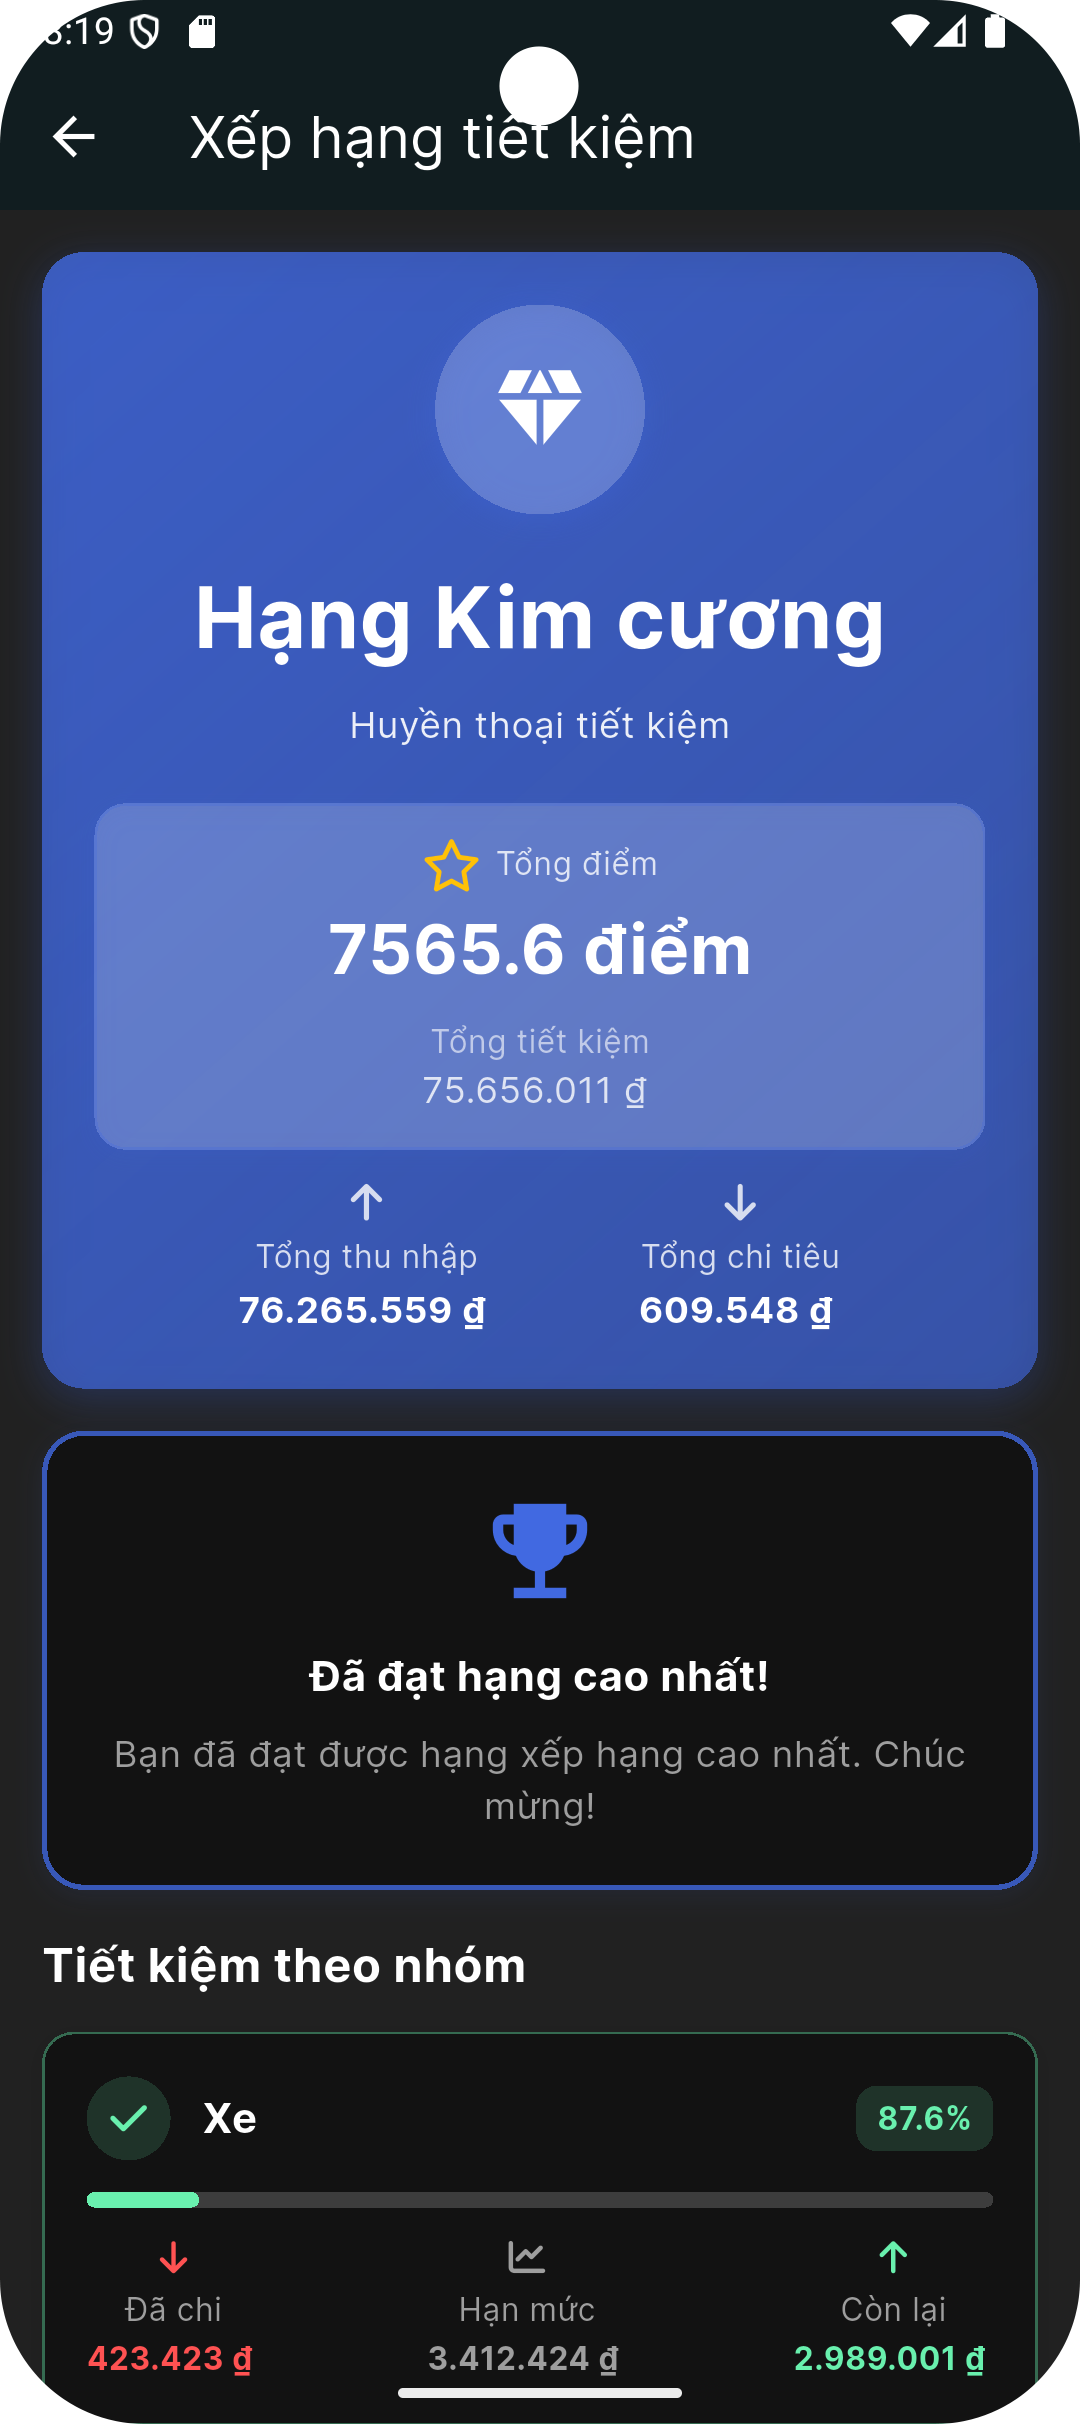 :19
Xếp hạng tiết kiệm
Hạng Kim cương
Huyền thoại tiết kiệm
Tổng điểm
7565.6 điểm
Tổng tiết kiệm
75.656.011 ₫
Tổng thu nhập
76.265.559 ₫
Tổng chi tiêu
609.548 ₫
Đã đạt hạng cao nhất!
Bạn đã đạt được hạng xếp hạng cao nhất. Chúc
mừng!
Tiết kiệm theo nhóm
Xe
87.6%
Đã chi
423.423 ₫
Hạn mức
3.412.424 ₫
Còn lại
2.989.001 ₫